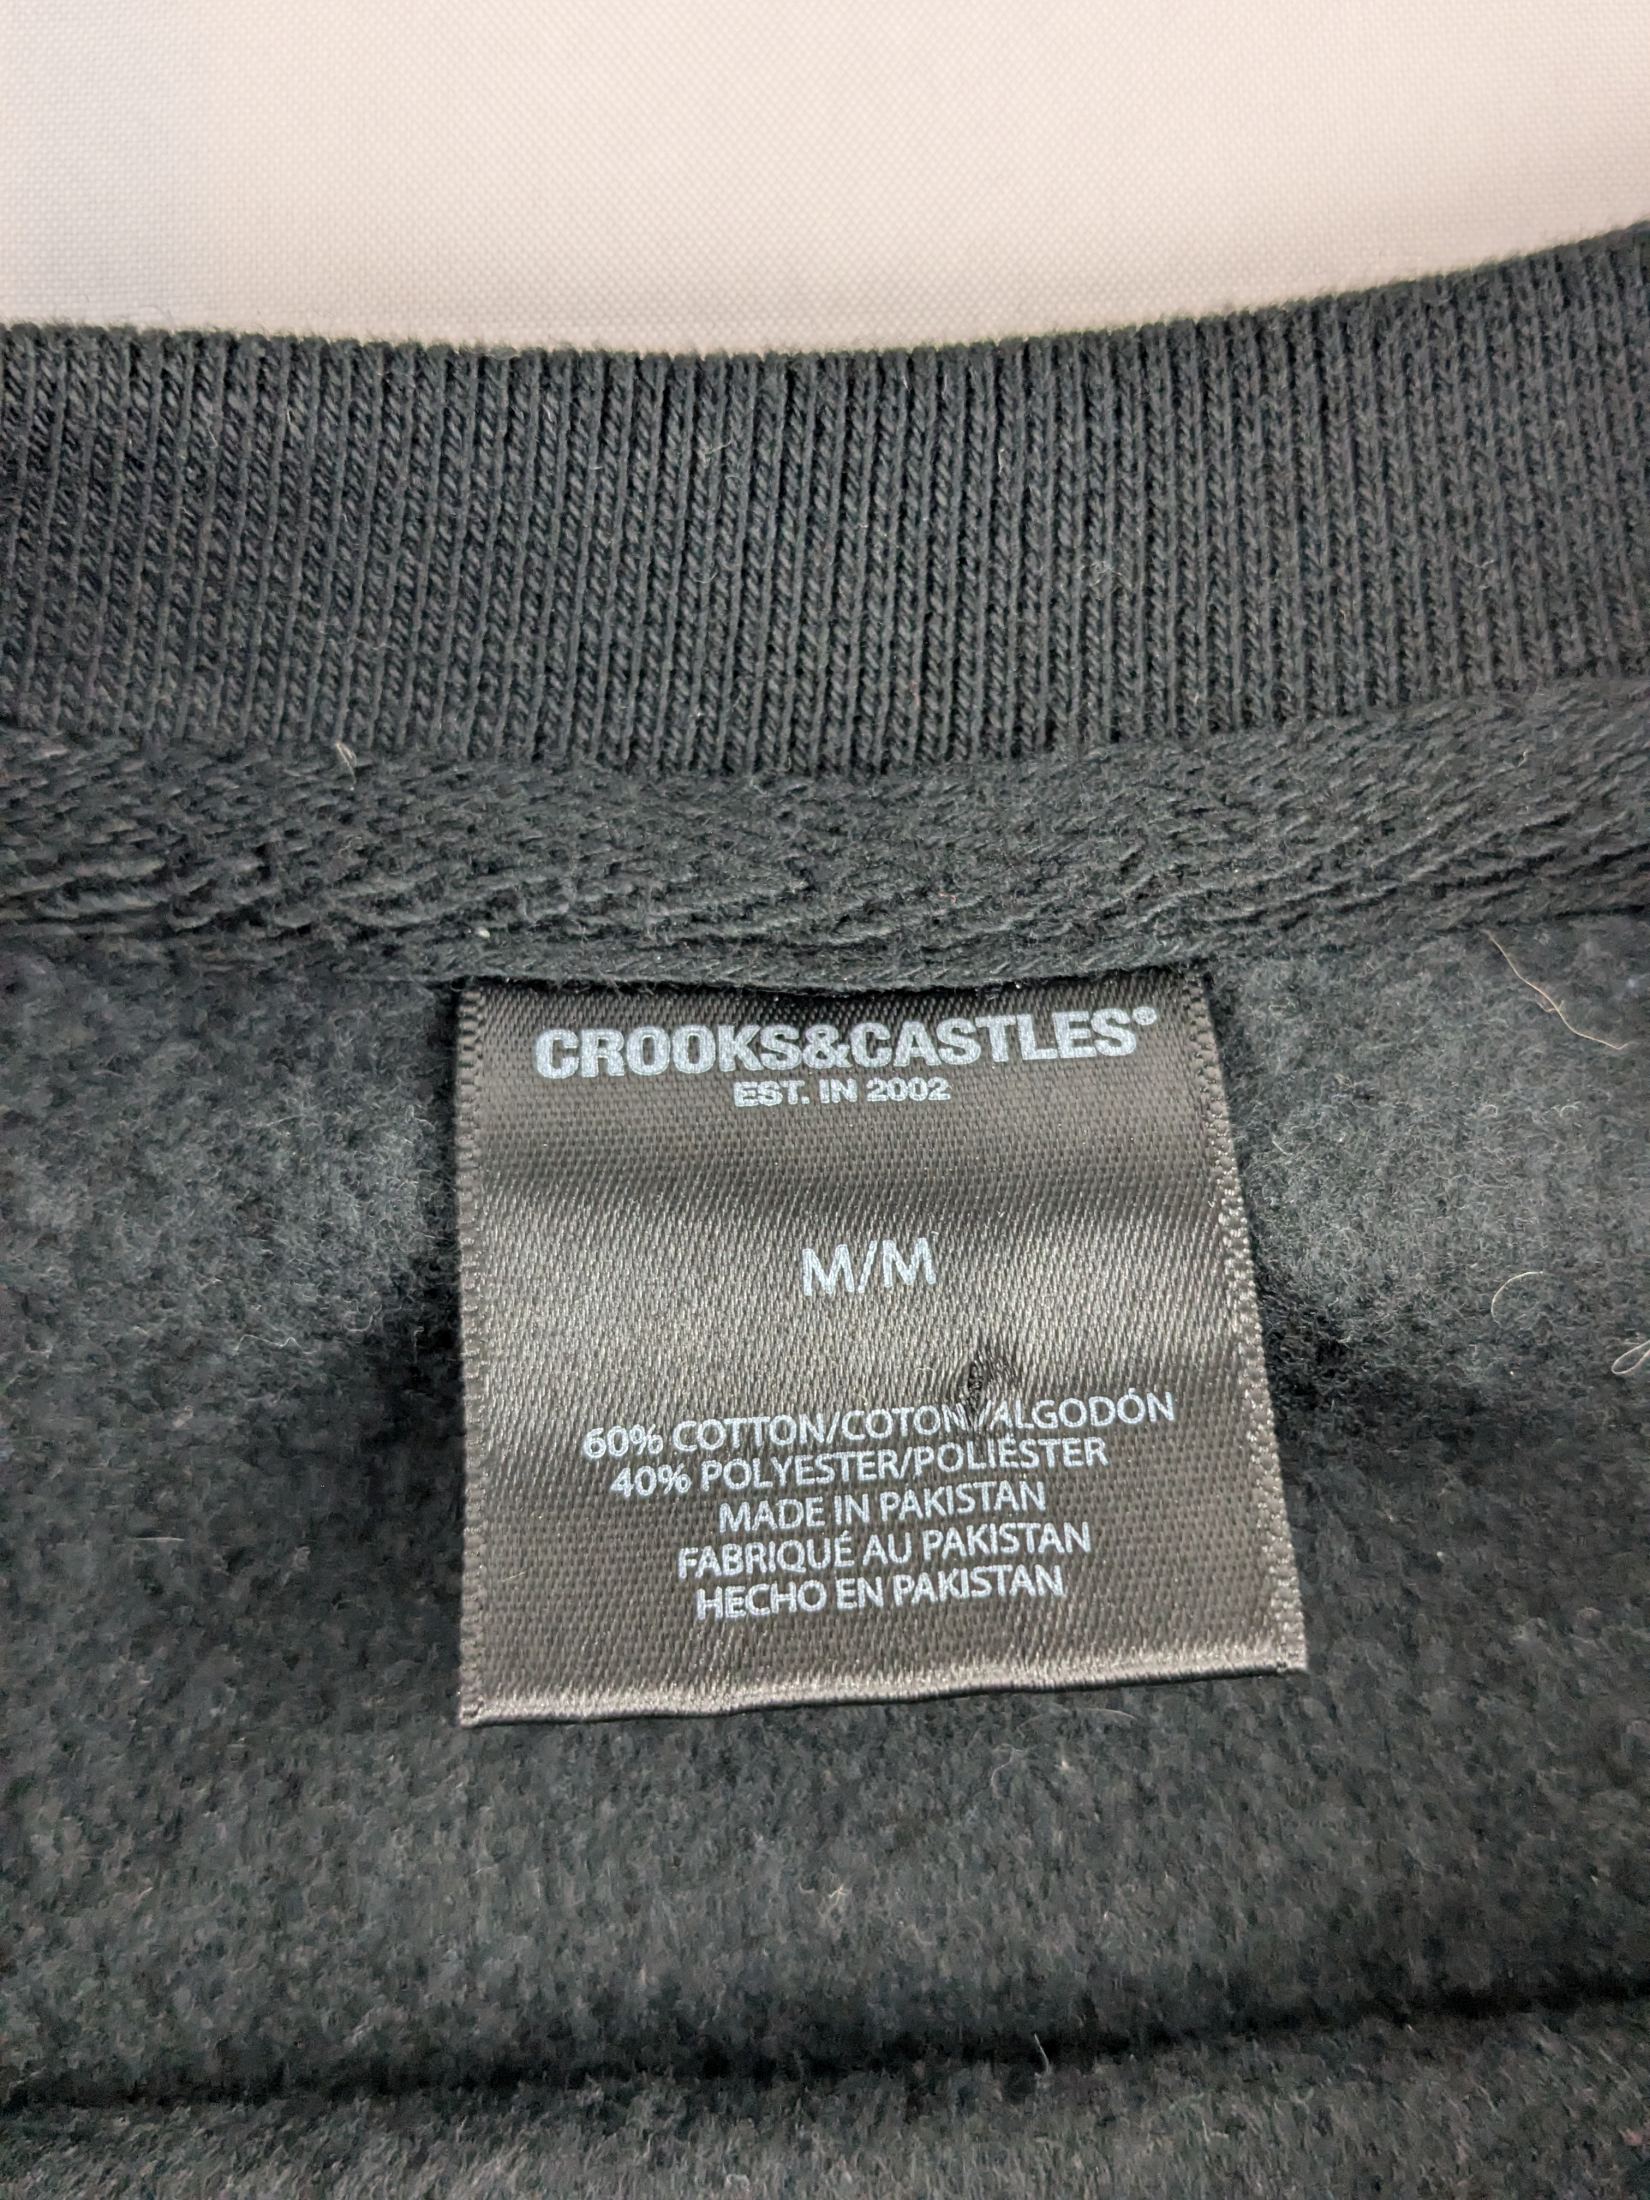 CROOKS&CASTLES®
EST. IN 2002
M/M
60% COTTON/COTON/ALGODÓN
40% POLYESTER/POLIÉSTER
MADE IN PAKISTAN
FABRIQUÉ AU PAKISTAN
HECHO EN PAKISTAN